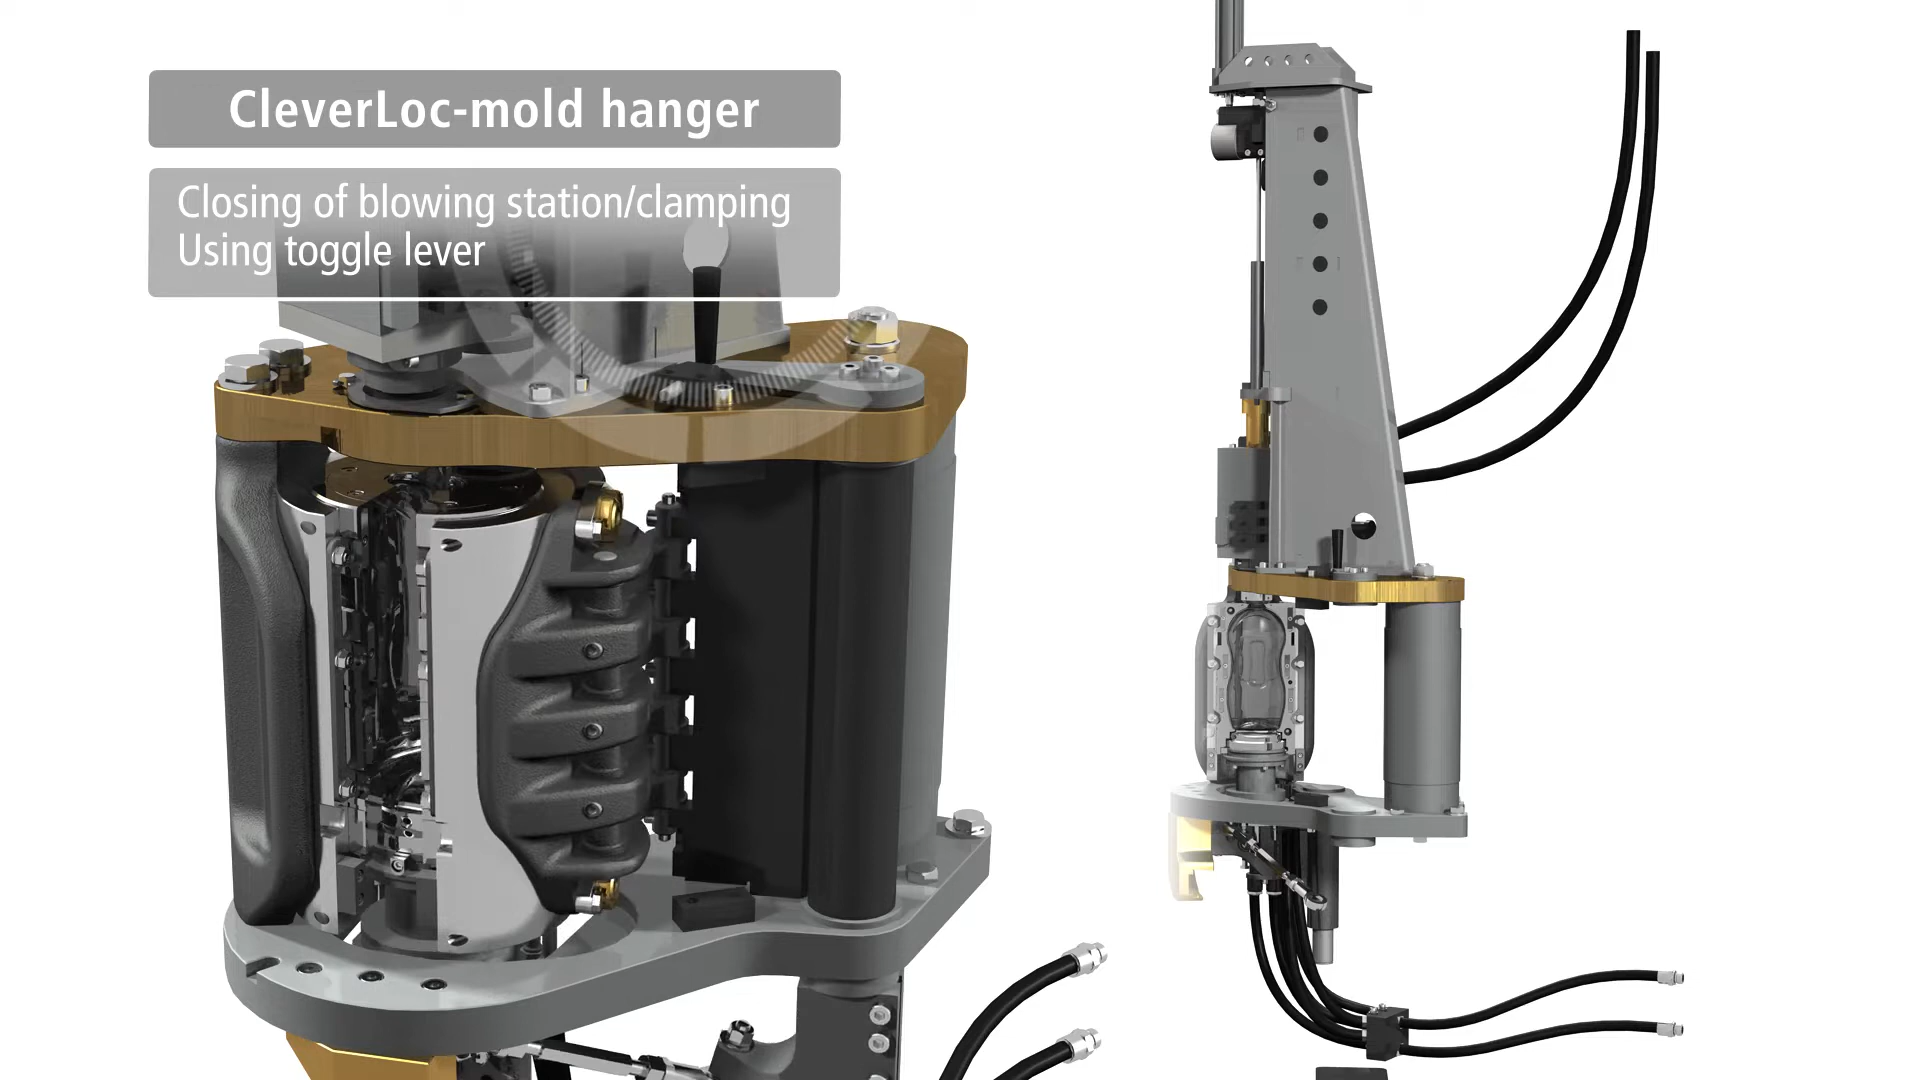 CleverLoc-mold hanger
Closing of blowing station/clamping
Using toggle lever